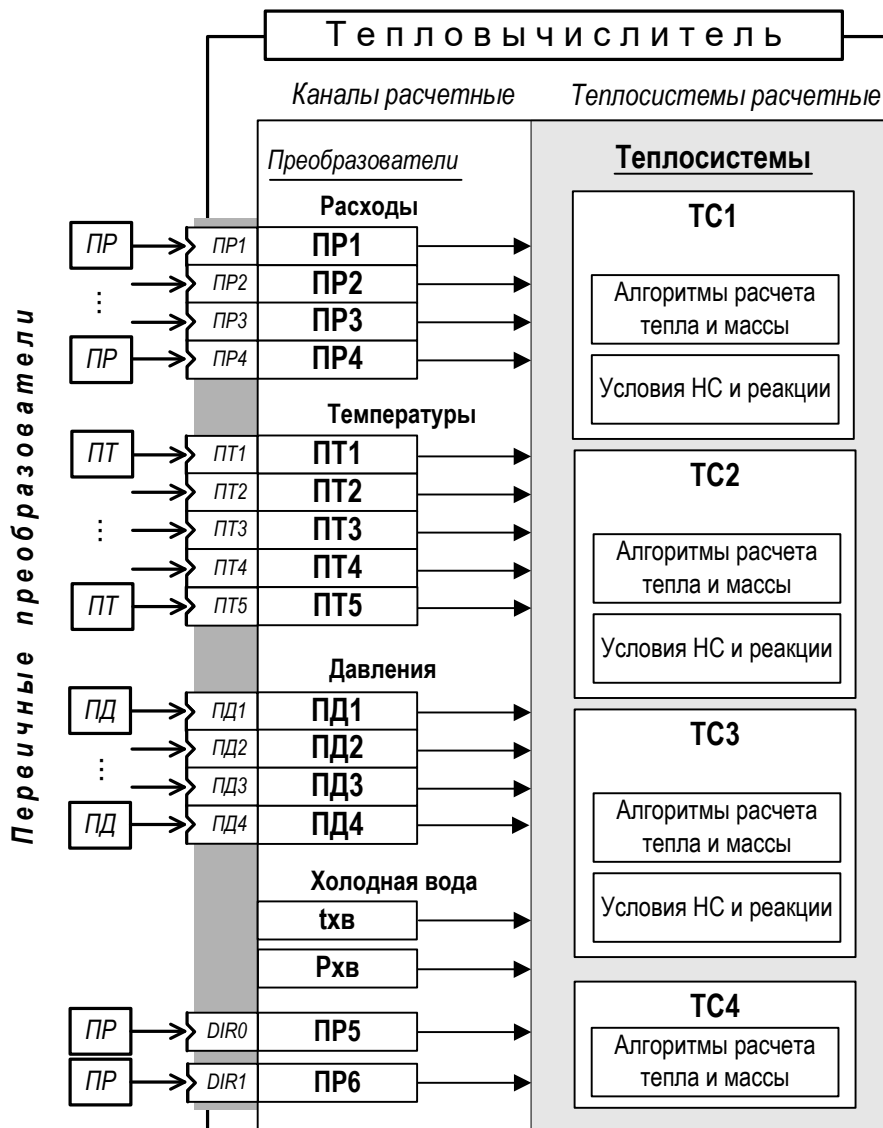 Тепловычислитель
Каналы расчетные
Теплосистемы расчетные
Первичные преобразователи
Преобразователи
Расходы
ПР ПР1 ПР1
ПР2 ПР2
⋮
ПР3 ПР3
ПР ПР4 ПР4
Температуры
ПТ ПТ1 ПТ1
ПТ2 ПТ2
⋮ ПТ3 ПТ3
ПТ4 ПТ4
ПТ ПТ5 ПТ5
Давления
ПД ПД1 ПД1
ПД2 ПД2
⋮
ПД3 ПД3
ПД ПД4 ПД4
Холодная вода
tхв
Рхв
ПР DIR0 ПР5
ПР DIR1 ПР6
Теплосистемы
ТС1
Алгоритмы расчета
тепла и массы
Условия НС и реакции
ТС2
Алгоритмы расчета
тепла и массы
Условия НС и реакции
ТС3
Алгоритмы расчета
тепла и массы
Условия НС и реакции
ТС4
Алгоритмы расчета
тепла и массы